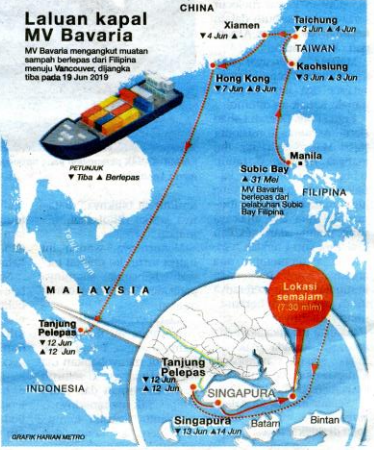 Laluan kapal
MV Bavaria
MV Bavaria mengangkut muatan
sampah berlepas dari Filipina
menuju Vancouver, dijangka
tiba pada 19 Jun 2019
CHINA
Xiamen
▼4 Jun ▲-
Taichung
▼3 Jun ▲4 Jun
TAIWAN
Kaohsiung
▼3 Jun ▲3 Jun
Hong Kong
▼7 Jun ▲8 Jun
PETUNJUK
▼ Tiba ▲ Berlepas
Manila
Subic Bay
▲ 31 Mei
MV Bavaria
berlepas dari
pelabuhan Subic
Bay Filipina
FILIPINA
Teluk Siam
MALAYSIA
Tanjung
Pelepas
▼12 Jun
▲12 Jun
INDONESIA
Lokasi
semalam
(7.30 mlm)
Tanjung
Pelepas
▼12 Jun
▲12 Jun
SINGAPURA
Singapura
▼13 Jun ▲14 Jun
Batam
Bintan
GRAFIK HARIAN METRO